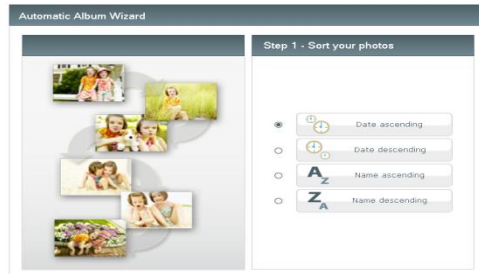 Automatic Album Wizard
Step 1 - Sort your photos
Date ascending
Date descending
A
Z
Name ascending
Z
A
Name descending